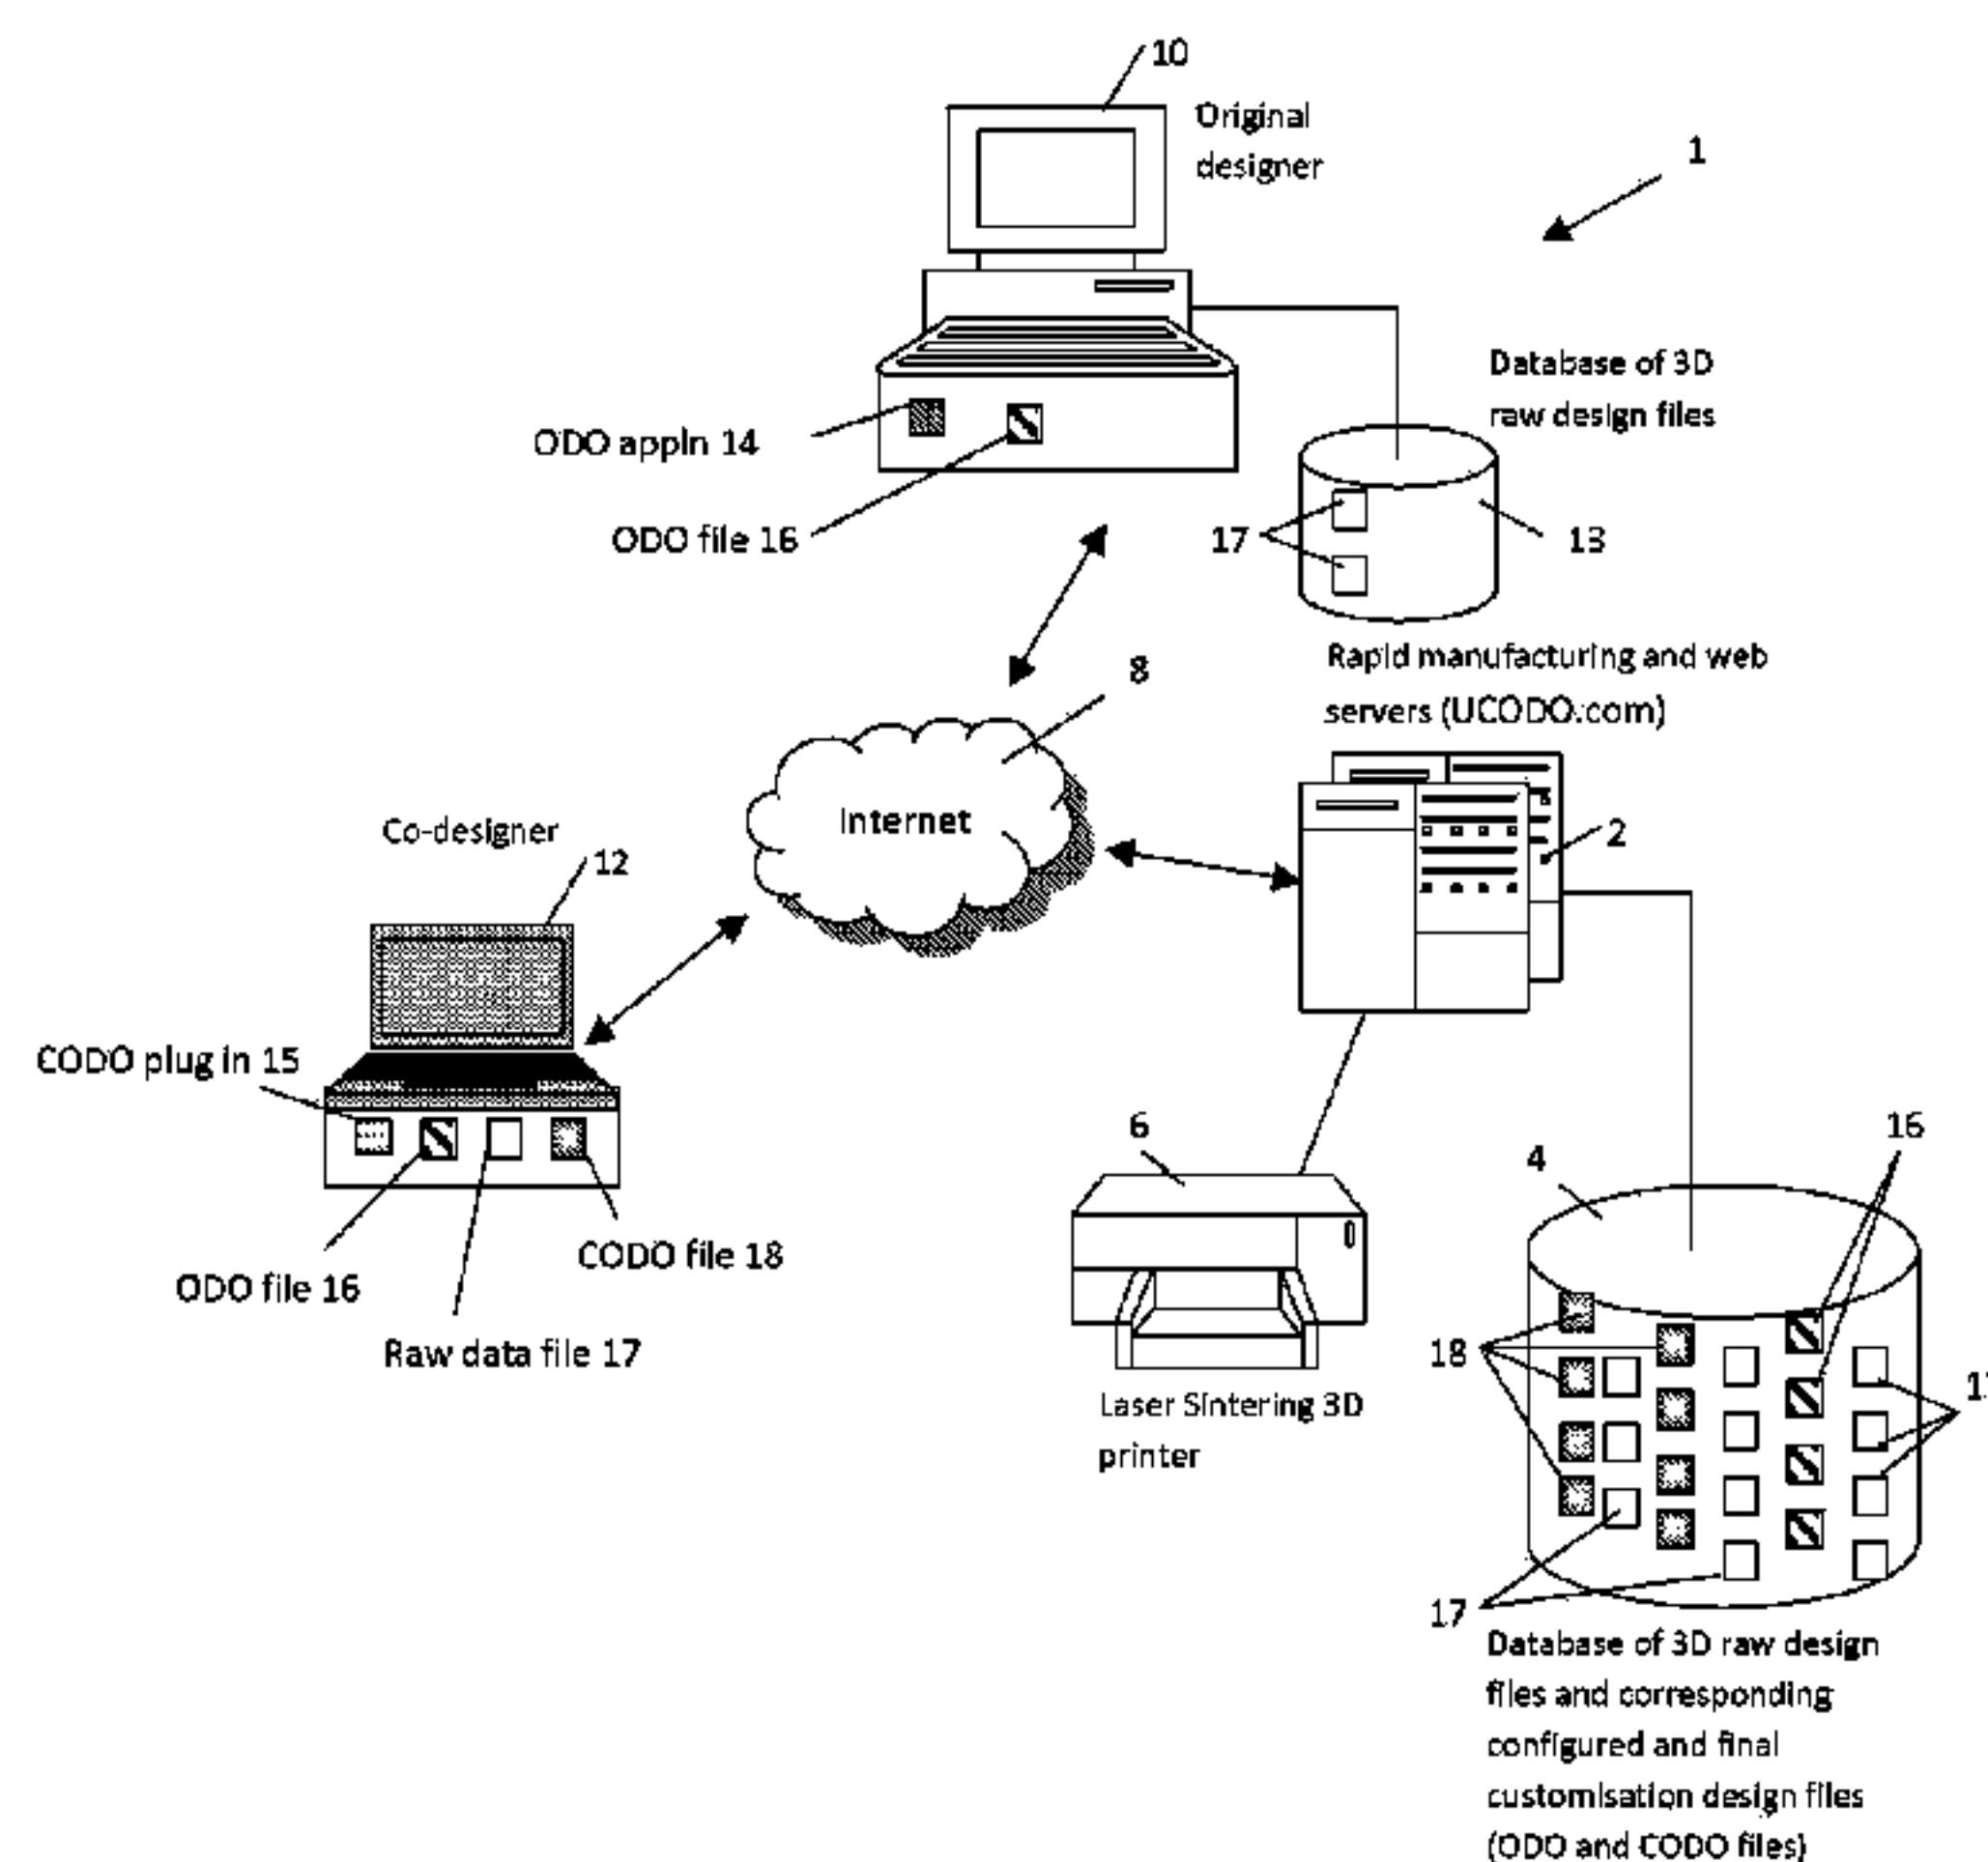 10
Original
designer
1
Database of 3D
raw design files
ODO appln 14
ODO file 16
17
13
Rapid manufacturing and web
servers (UCODO.com)
8
Internet
Co-designer
12
2
CODO plug in 15
6
16
4
CODO file 18
ODO file 16
Raw data file 17
18
Laser Sintering 3D
printer
17
Database of 3D raw design
files and corresponding
configured and final
customisation design files
(ODO and CODO files)